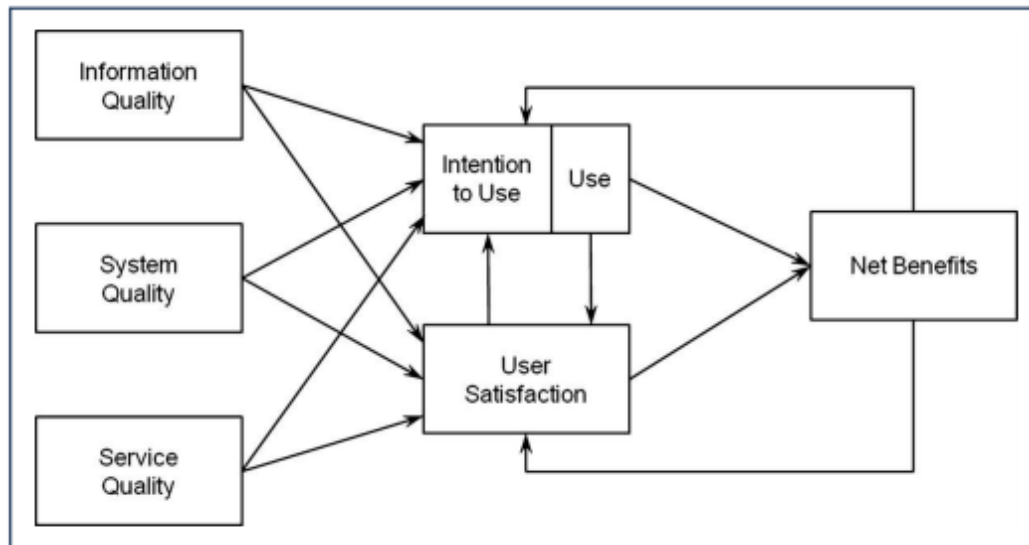 Information
Quality
System
Quality
Service
Quality
Intention
to Use
Use
User
Satisfaction
Net Benefits